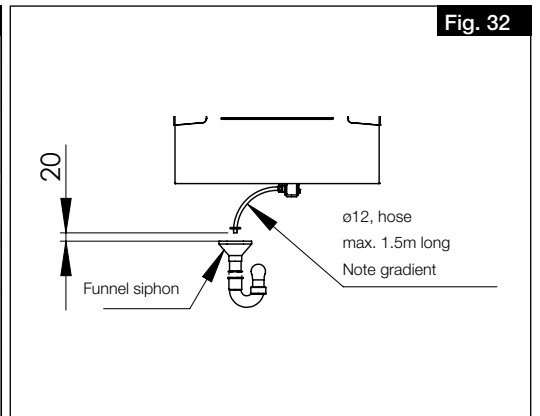 Fig. 32
20
ø12, hose
max. 1.5m long
Note gradient
Funnel siphon